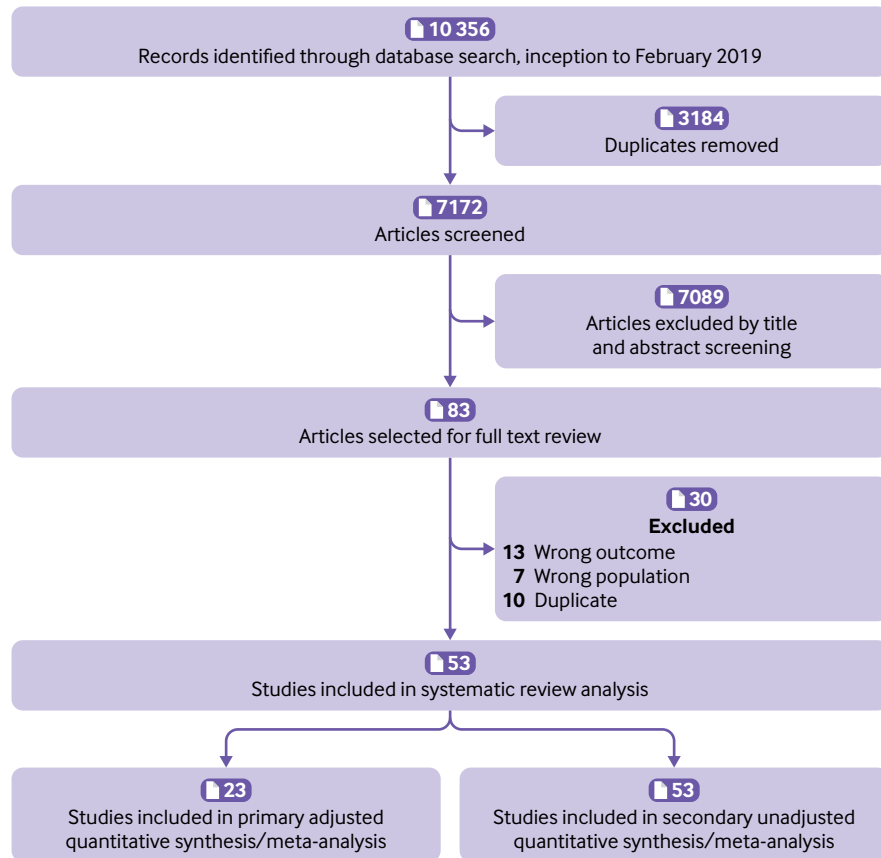 10 356
Records identified through database search, inception to February 2019
3184
Duplicates removed
7172
Articles screened
7089
Articles excluded by title
and abstract screening
83
Articles selected for full text review
30
Excluded
13 Wrong outcome
7 Wrong population
10 Duplicate
53
Studies included in systematic review analysis
23
Studies included in primary adjusted
quantitative synthesis/meta-analysis
53
Studies included in secondary unadjusted
quantitative synthesis/meta-analysis